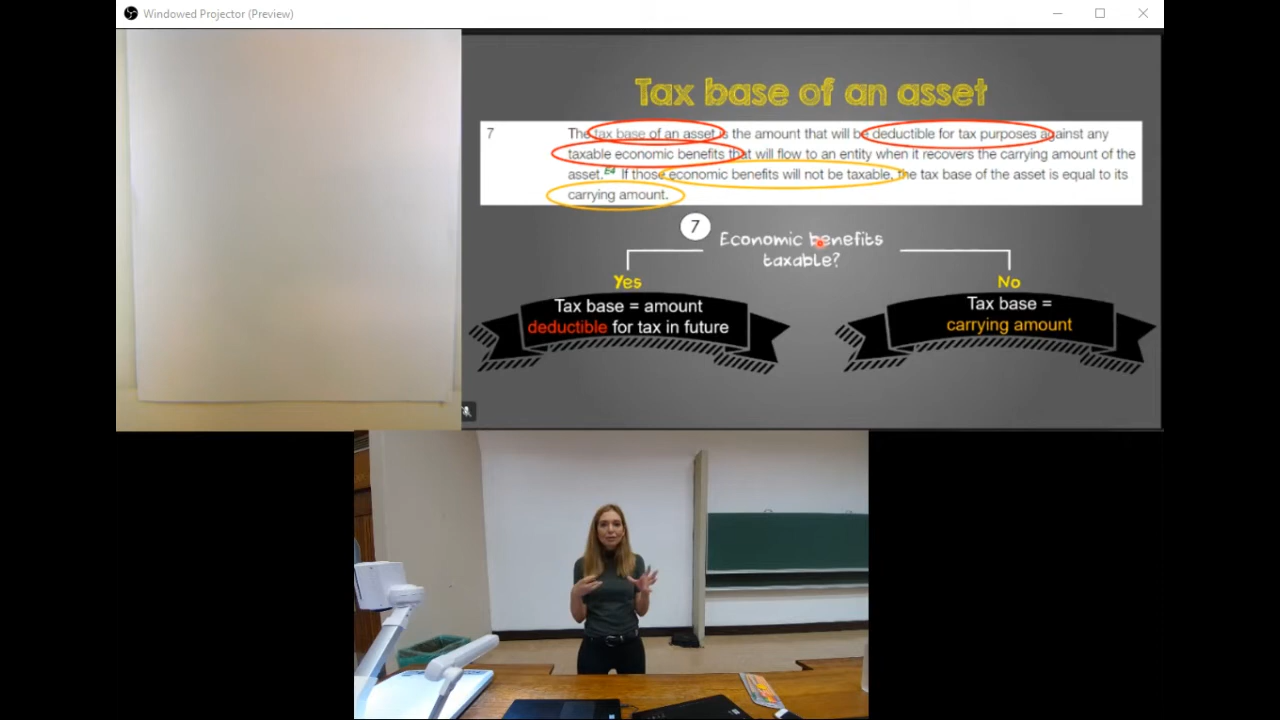 Windowed Projector (Preview)
Tax base of an asset
7 The tax base of an asset is the amount that will be deductible for tax purposes against any
taxable economic benefits that will flow to an entity when it recovers the carrying amount of the
asset.E4 If those economic benefits will not be taxable, the tax base of the asset is equal to its
carrying amount.
7
Economic benefits
taxable?
Yes
No
Tax base = amount
deductible for tax in future
Tax base =
carrying amount